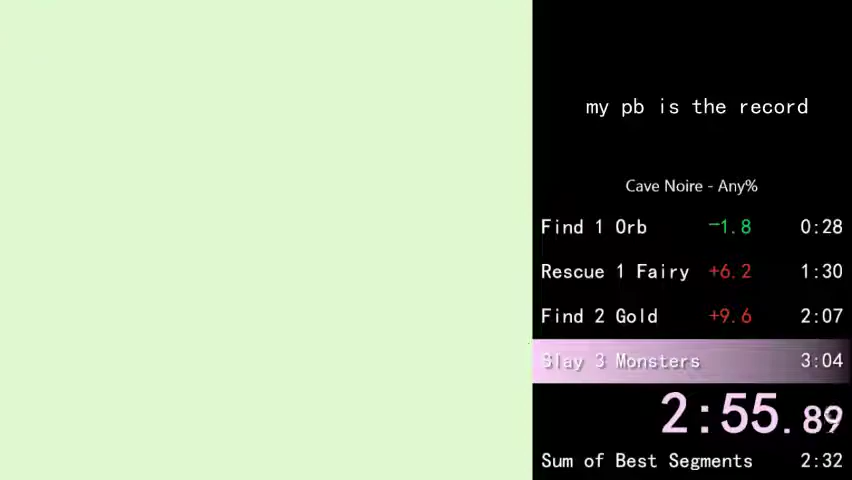 my pb is the record
Cave Noire - Any%
Find 1 Orb −1.8 0:28
Rescue 1 Fairy +6.2 1:30
Find 2 Gold +9.6 2:07
Slay 3 Monsters 3:04
2:55.89
Sum of Best Segments 2:32